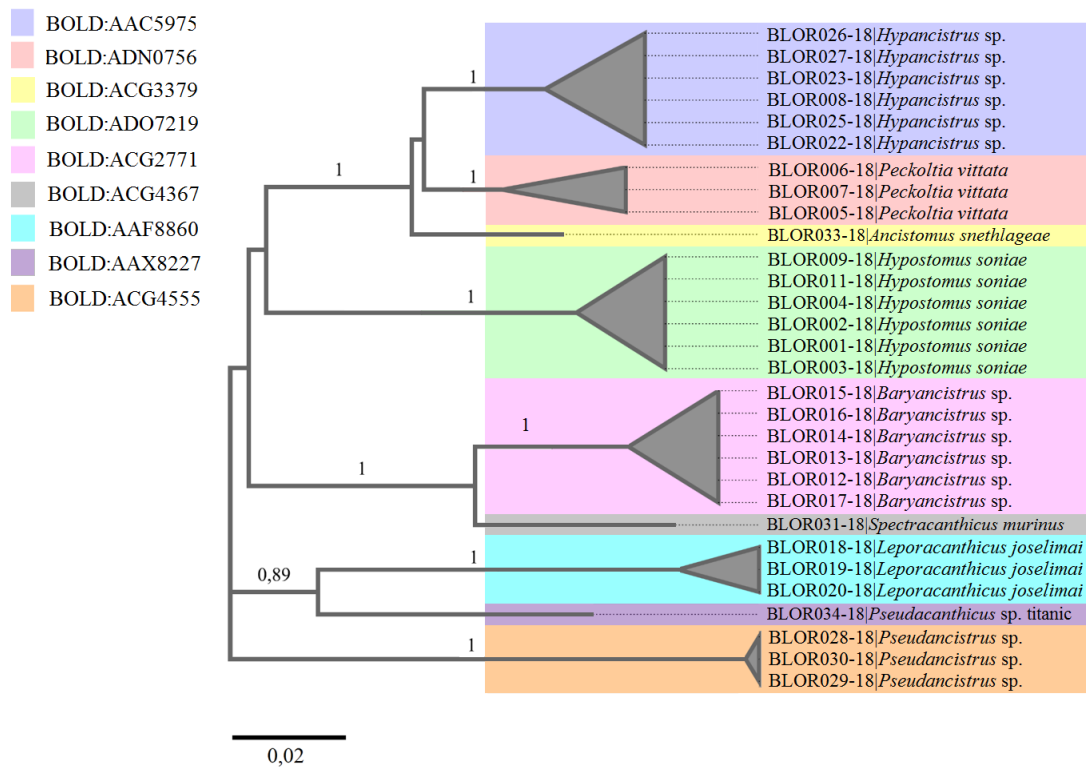 BOLD:AAC5975
BOLD:ADN0756
BOLD:ACG3379
BOLD:ADO7219
BOLD:ACG2771
BOLD:ACG4367
BOLD:AAF8860
BOLD:AAX8227
BOLD:ACG4555
1
1
1
1
1
1
1
0,89
1
BLOR026-18|Hypancistrus sp.
BLOR027-18|Hypancistrus sp.
BLOR023-18|Hypancistrus sp.
BLOR008-18|Hypancistrus sp.
BLOR025-18|Hypancistrus sp.
BLOR022-18|Hypancistrus sp.
BLOR006-18|Peckoltia vittata
BLOR007-18|Peckoltia vittata
BLOR005-18|Peckoltia vittata
BLOR033-18|Ancistomus snethlageae
BLOR009-18|Hypostomus soniae
BLOR011-18|Hypostomus soniae
BLOR004-18|Hypostomus soniae
BLOR002-18|Hypostomus soniae
BLOR001-18|Hypostomus soniae
BLOR003-18|Hypostomus soniae
BLOR015-18|Baryancistrus sp.
BLOR016-18|Baryancistrus sp.
BLOR014-18|Baryancistrus sp.
BLOR013-18|Baryancistrus sp.
BLOR012-18|Baryancistrus sp.
BLOR017-18|Baryancistrus sp.
BLOR031-18|Spectracanthicus murinus
BLOR018-18|Leporacanthicus joselimai
BLOR019-18|Leporacanthicus joselimai
BLOR020-18|Leporacanthicus joselimai
BLOR034-18|Pseudacanthicus sp. titanic
BLOR028-18|Pseudancistrus sp.
BLOR030-18|Pseudancistrus sp.
BLOR029-18|Pseudancistrus sp.
0,02